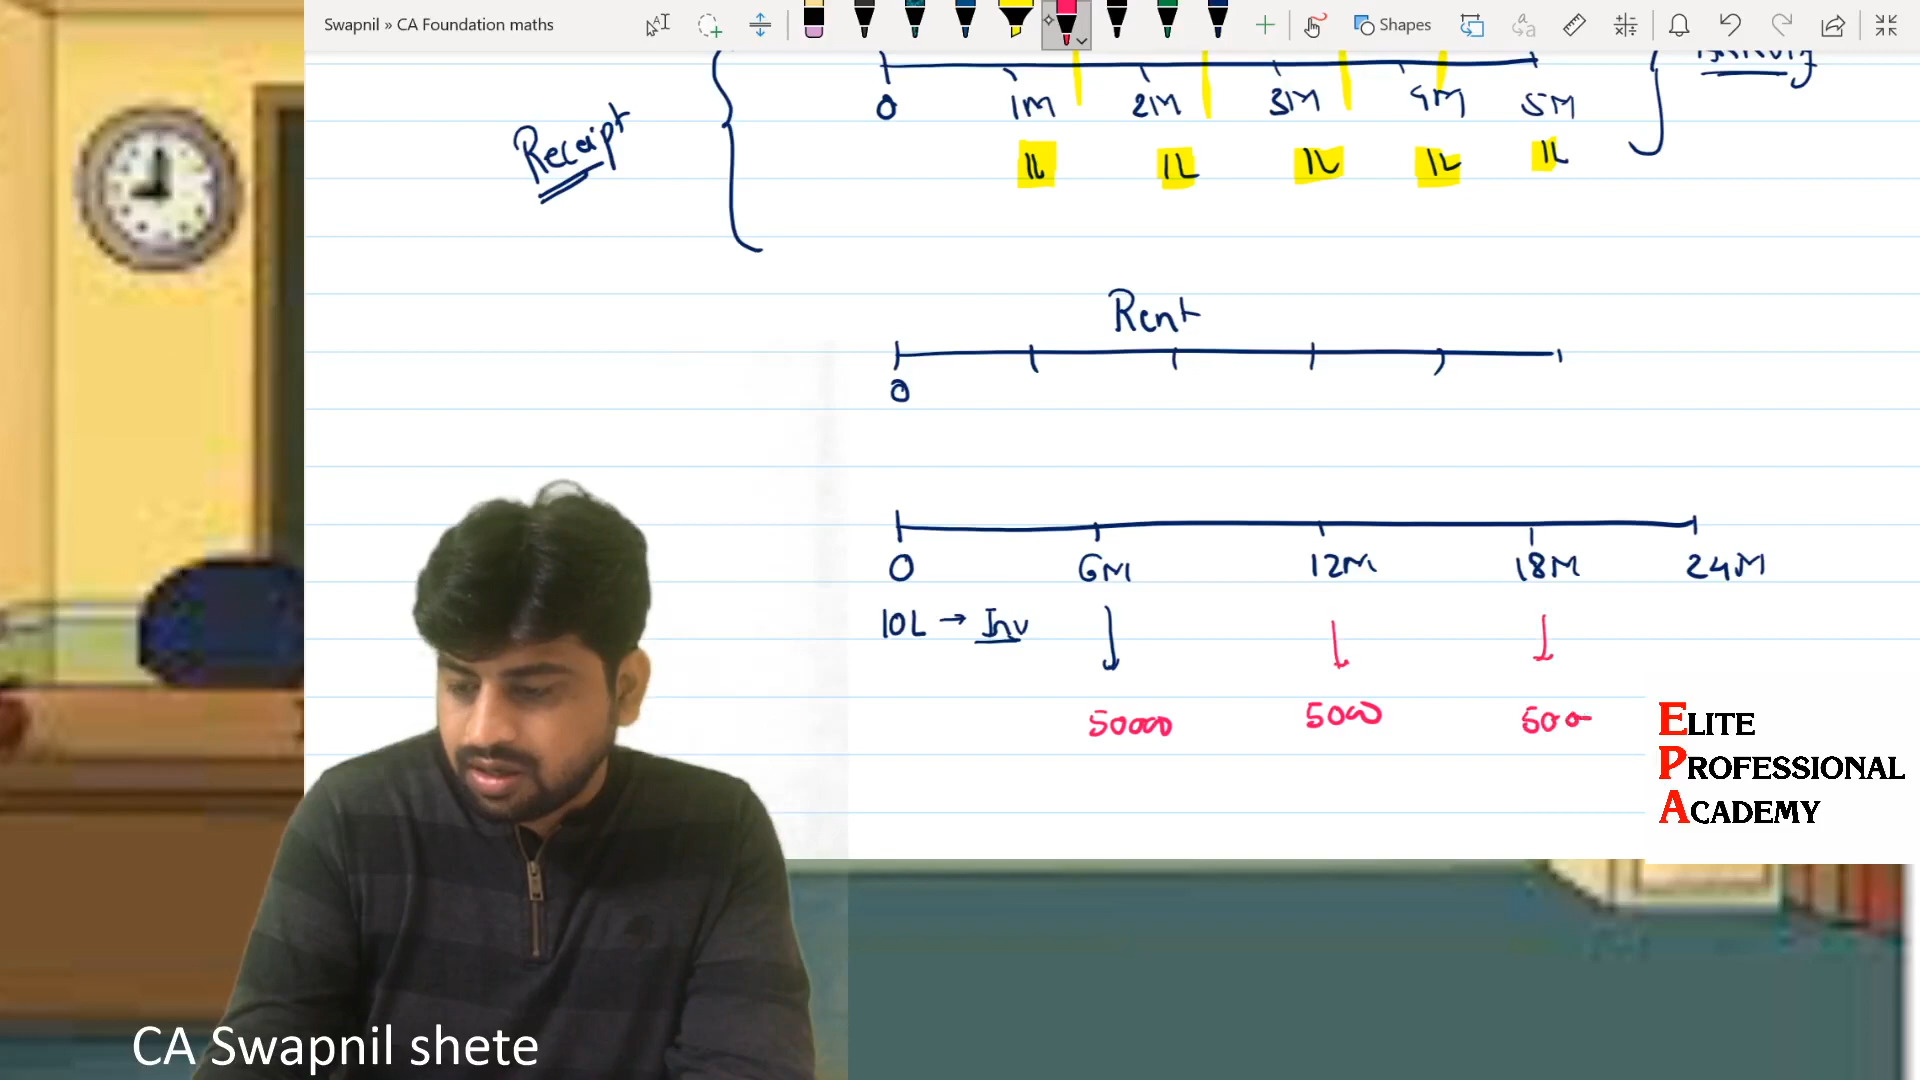 Swapnil » CA Foundation maths
Shapes
0 1M 2M 3M 4M 5M
Receipt
1L 1L 1L 1L 1L
Rent
0
0 6M 12M 18M 24M
10L → Inv
50000 5000 500
ELITE
PROFESSIONAL
ACADEMY
CA Swapnil shete